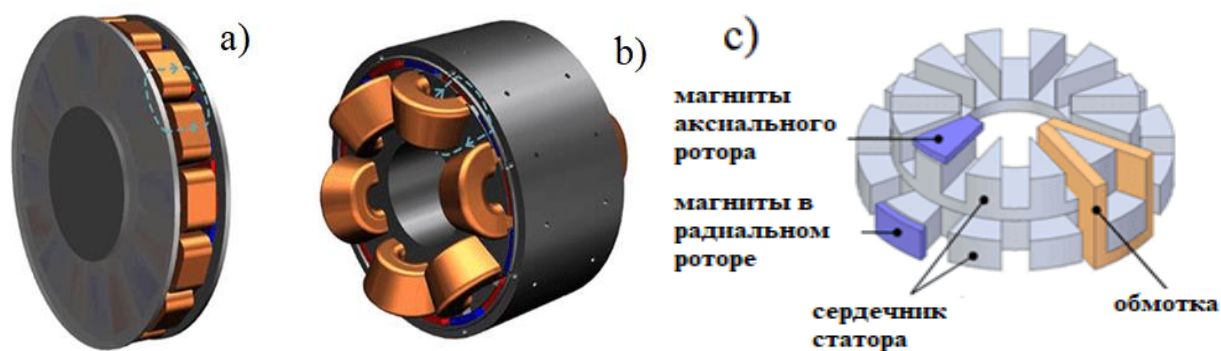 a)
b)
c)
магниты
аксиального
ротора
магниты в
радиальном
роторе
сердечник
статора
обмотка